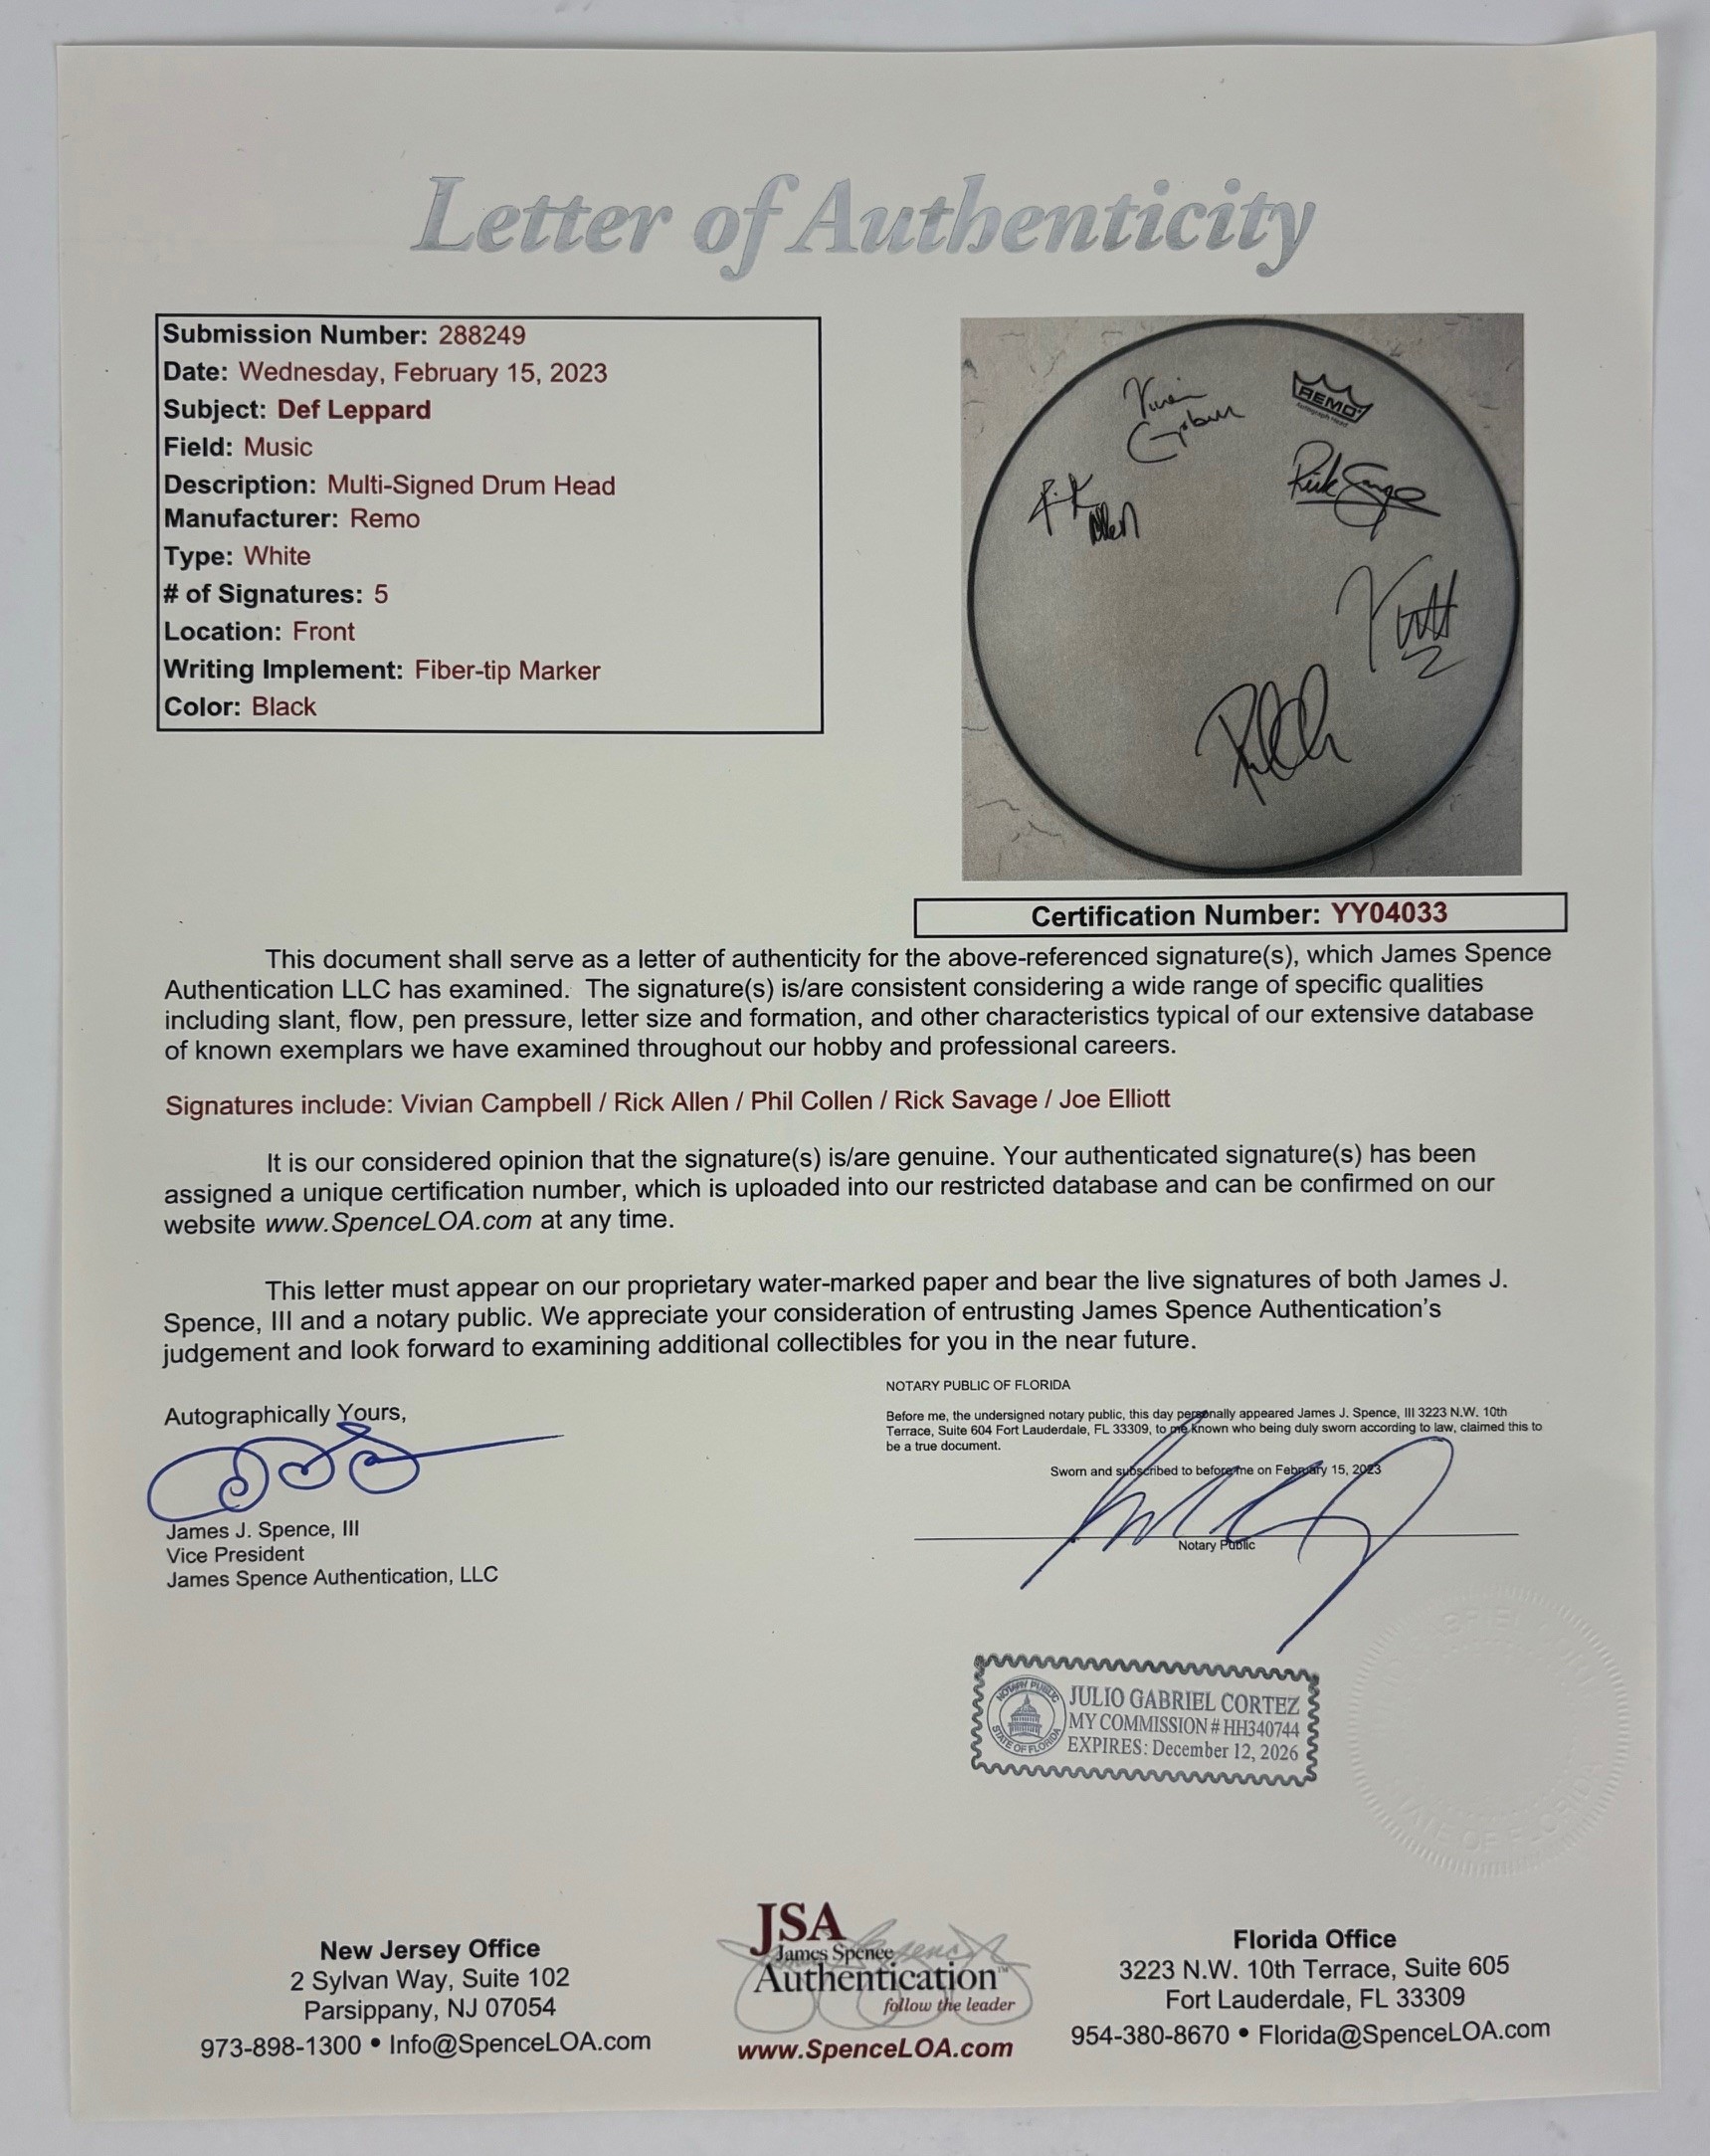 Letter of Authenticity
Submission Number: 288249
Date: Wednesday, February 15, 2023
Subject: Def Leppard
Field: Music
Description: Multi-Signed Drum Head
Manufacturer: Remo
Type: White
# of Signatures: 5
Location: Front
Writing Implement: Fiber-tip Marker
Color: Black
REMO
Vivian
Rick
Allen
Rick Savage
Certification Number: YY04033
This document shall serve as a letter of authenticity for the above-referenced signature(s), which James Spence
Authentication LLC has examined. The signature(s) is/are consistent considering a wide range of specific qualities
including slant, flow, pen pressure, letter size and formation, and other characteristics typical of our extensive database
of known exemplars we have examined throughout our hobby and professional careers.
Signatures include: Vivian Campbell / Rick Allen / Phil Collen / Rick Savage / Joe Elliott
It is our considered opinion that the signature(s) is/are genuine. Your authenticated signature(s) has been
assigned a unique certification number, which is uploaded into our restricted database and can be confirmed on our
website www.SpenceLOA.com at any time.
This letter must appear on our proprietary water-marked paper and bear the live signatures of both James J.
Spence, III and a notary public. We appreciate your consideration of entrusting James Spence Authentication's
judgement and look forward to examining additional collectibles for you in the near future.
Autographically Yours,
James J. Spence, III
Vice President
James Spence Authentication, LLC
NOTARY PUBLIC OF FLORIDA
Before me, the undersigned notary public, this day personally appeared James J. Spence, III 3223 N.W. 10th
Terrace, Suite 604 Fort Lauderdale, FL 33309, to me known who being duly sworn according to law, claimed this to
be a true document.
Sworn and subscribed to before me on February 15, 2023
Notary Public
NOTARY PUBLIC
STATE OF FLORIDA
JULIO GABRIEL CORTEZ
MY COMMISSION # HH340744
EXPIRES: December 12, 2026
STATE OF FLORIDA
New Jersey Office
2 Sylvan Way, Suite 102
Parsippany, NJ 07054
973-898-1300 • Info@SpenceLOA.com
JSA
James Spence
Authentication™
follow the leader
www.SpenceLOA.com
Florida Office
3223 N.W. 10th Terrace, Suite 605
Fort Lauderdale, FL 33309
954-380-8670 • Florida@SpenceLOA.com